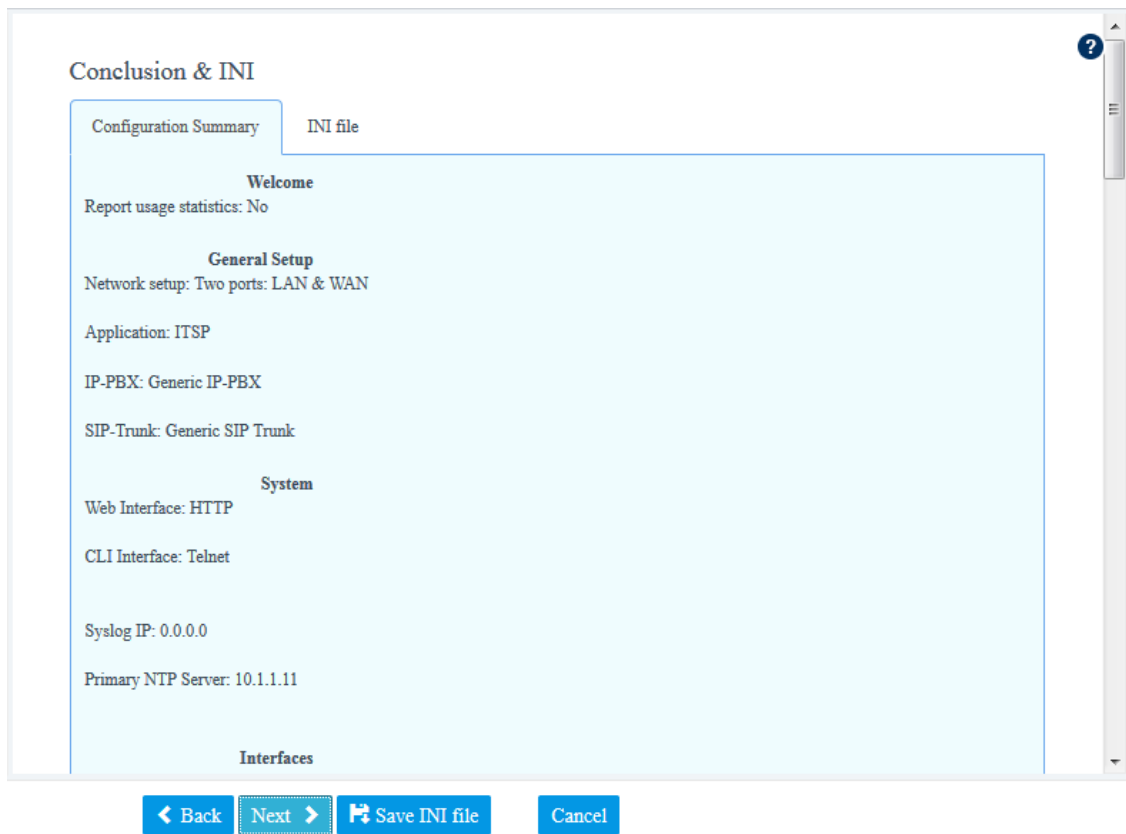 ?
Conclusion & INI
Configuration Summary INI file
Welcome
Report usage statistics: No
General Setup
Network setup: Two ports: LAN & WAN
Application: ITSP
IP-PBX: Generic IP-PBX
SIP-Trunk: Generic SIP Trunk
System
Web Interface: HTTP
CLI Interface: Telnet
Syslog IP: 0.0.0.0
Primary NTP Server: 10.1.1.11
Interfaces
Back Next Save INI file Cancel